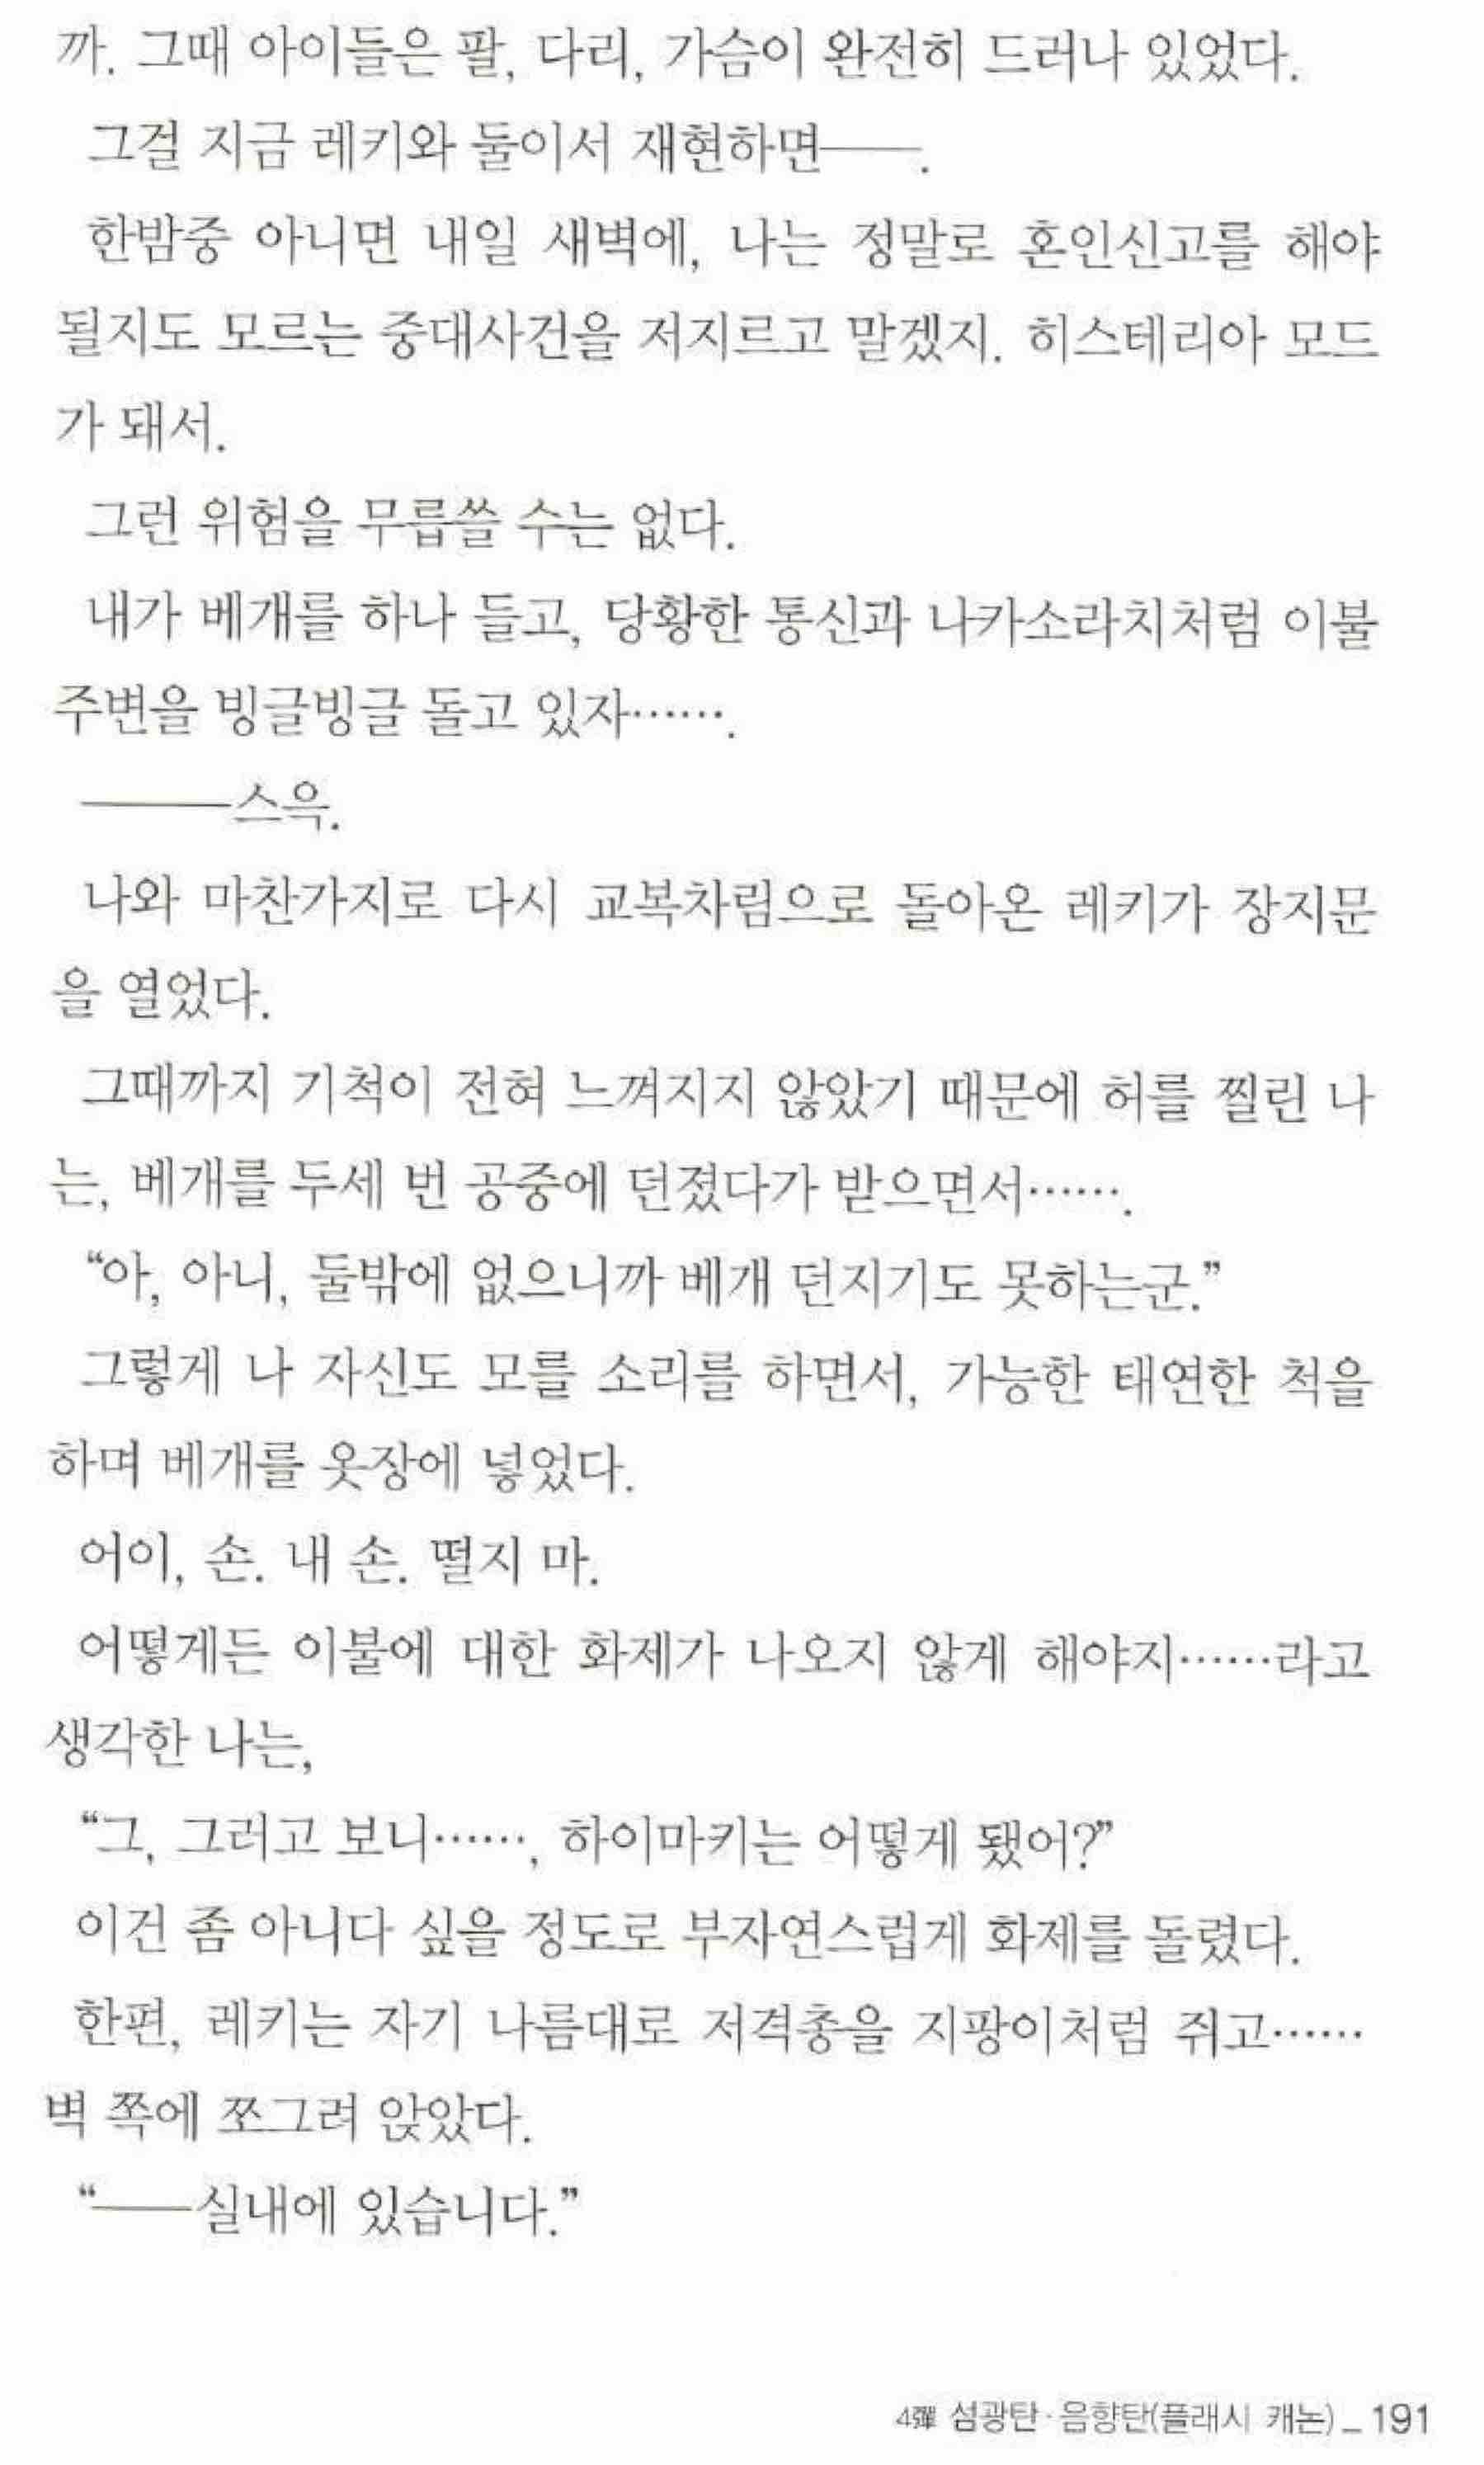 까. 그때 아이들은 팔, 다리, 가슴이 완전히 드러나 있었다.
그걸 지금 레키와 둘이서 재현하면――.
한밤중 아니면 내일 새벽에, 나는 정말로 혼인신고를 해야
될지도 모르는 중대사건을 저지르고 말겠지. 히스테리아 모드
가 돼서.
그런 위험을 무릅쓸 수는 없다.
내가 베개를 하나 들고, 당황한 통신과 나카소라치처럼 이불
주변을 빙글빙글 돌고 있자…….
―――스윽.
나와 마찬가지로 다시 교복차림으로 돌아온 레키가 장지문
을 열었다.
그때까지 기척이 전혀 느껴지지 않았기 때문에 허를 찔린 나
는, 베개를 두세 번 공중에 던졌다가 받으면서…….
“아, 아니, 둘밖에 없으니까 베개 던지기도 못하는군.”
그렇게 나 자신도 모를 소리를 하면서, 가능한 태연한 척을
하며 베개를 옷장에 넣었다.
어이, 손. 내 손. 떨지 마.
어떻게든 이불에 대한 화제가 나오지 않게 해야지……라고
생각한 나는,
“그, 그러고 보니……, 하이마키는 어떻게 됐어?”
이건 좀 아니다 싶을 정도로 부자연스럽게 화제를 돌렸다.
한편, 레키는 자기 나름대로 저격총을 지팡이처럼 쥐고……
벽 쪽에 쪼그려 앉았다.
“――실내에 있습니다.”
4彈 섬광탄·음향탄(플래시 캐논) _ 191